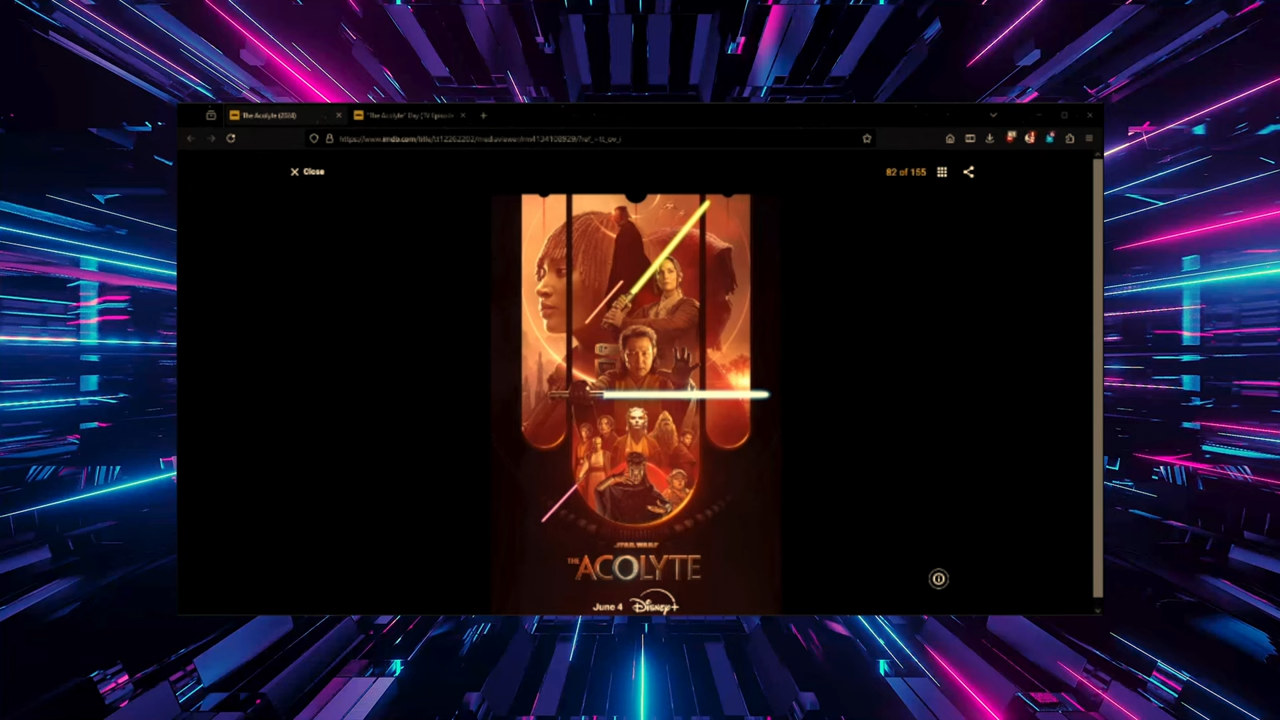 The Acolyte (2024)
"The Acolyte" Day (TV Episode
Close
82 of 155
STAR WARS
THE ACOLYTE
June 4 Disney+